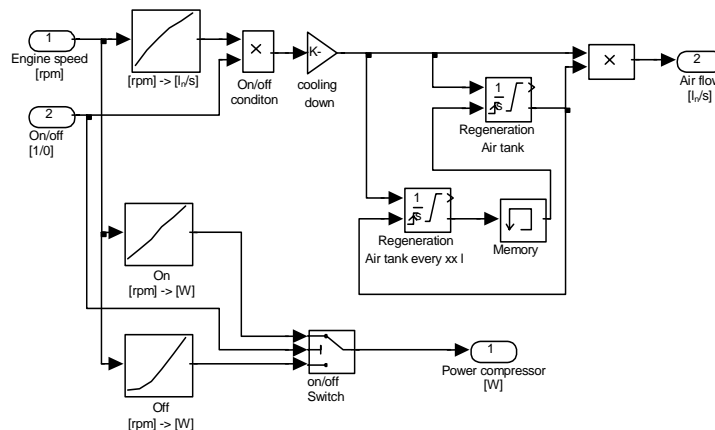 1
Engine speed
[rpm]
[rpm] -> [ln/s]
×
On/off
conditon
K-
cooling
down
×
2
Air flow
[ln/s]
2
On/off
[1/0]
1
s
Regeneration
Air tank
1
s
Regeneration
Air tank every xx l
Memory
On
[rpm] -> [W]
Off
[rpm] -> [W]
on/off
Switch
1
Power compressor
[W]